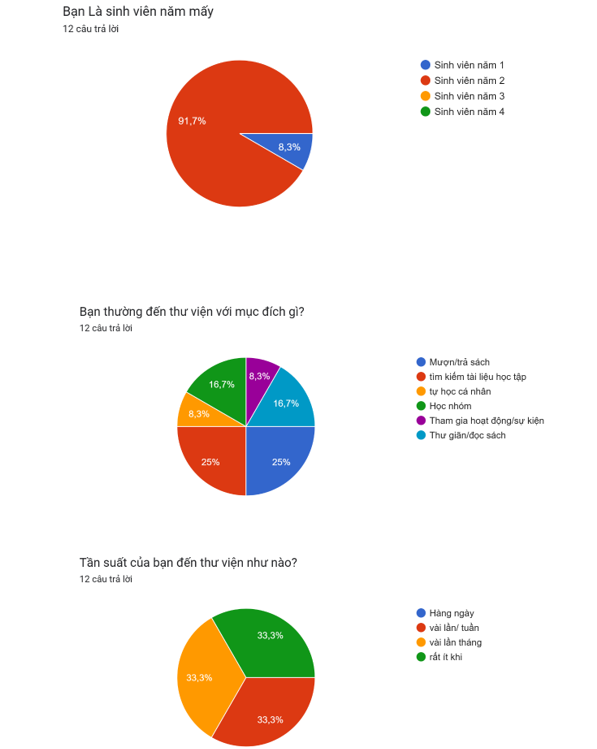 Bạn Là sinh viên năm mấy
12 câu trả lời
91,7%
8,3%
Sinh viên năm 1
Sinh viên năm 2
Sinh viên năm 3
Sinh viên năm 4
Bạn thường đến thư viện với mục đích gì?
12 câu trả lời
8,3%
16,7%
16,7%
8,3%
25%
25%
Mượn/trả sách
tìm kiếm tài liệu học tập
tự học cá nhân
Học nhóm
Tham gia hoạt động/sự kiện
Thư giãn/đọc sách
Tần suất của bạn đến thư viện như nào?
12 câu trả lời
33,3%
33,3%
33,3%
Hàng ngày
vài lần/ tuần
vài lần tháng
rất ít khi